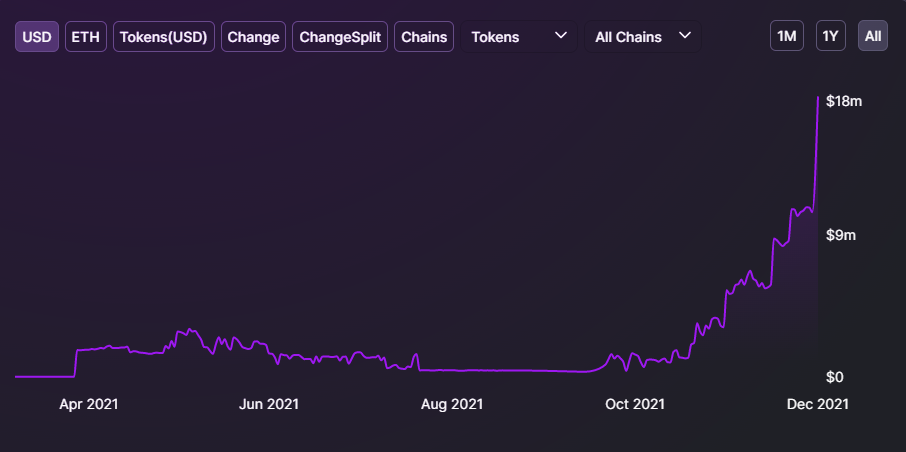 USD ETH Tokens(USD) Change ChangeSplit Chains Tokens All Chains 1M 1Y All
$18m
$9m
$0
Apr 2021 Jun 2021 Aug 2021 Oct 2021 Dec 2021